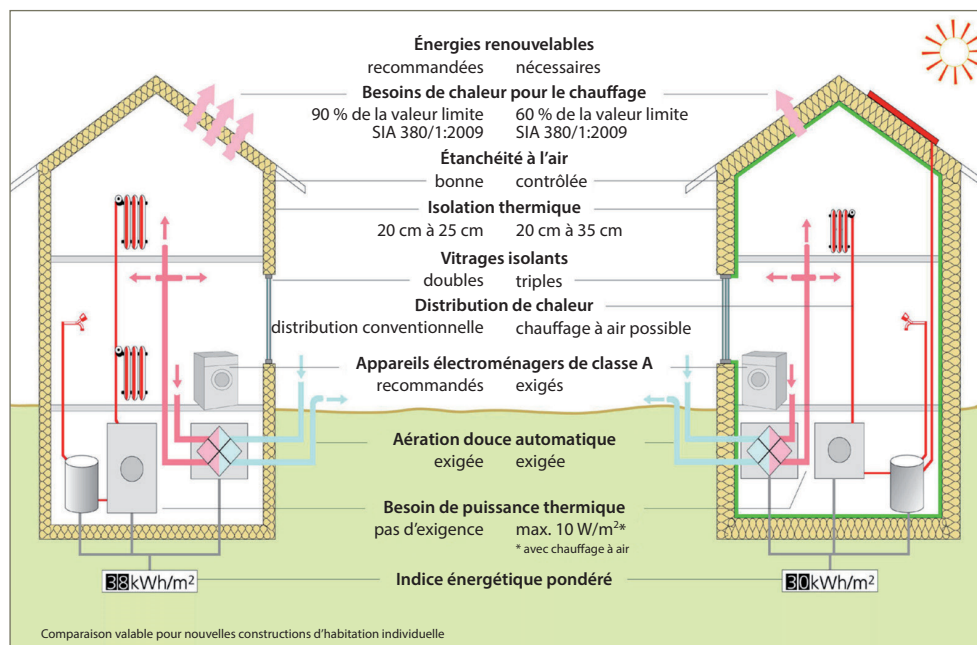 Énergies renouvelables
recommandées nécessaires
Besoins de chaleur pour le chauffage
90 % de la valeur limite 60 % de la valeur limite
SIA 380/1:2009 SIA 380/1:2009
Étanchéité à l'air
bonne contrôlée
Isolation thermique
20 cm à 25 cm 20 cm à 35 cm
Vitrages isolants
doubles triples
Distribution de chaleur
distribution conventionnelle chauffage à air possible
Appareils électroménagers de classe A
recommandés exigés
Aération douce automatique
exigée exigée
Besoin de puissance thermique
pas d'exigence max. 10 W/m²*
* avec chauffage à air
38kWh/m² Indice énergétique pondéré 30kWh/m²
Comparaison valable pour nouvelles constructions d'habitation individuelle